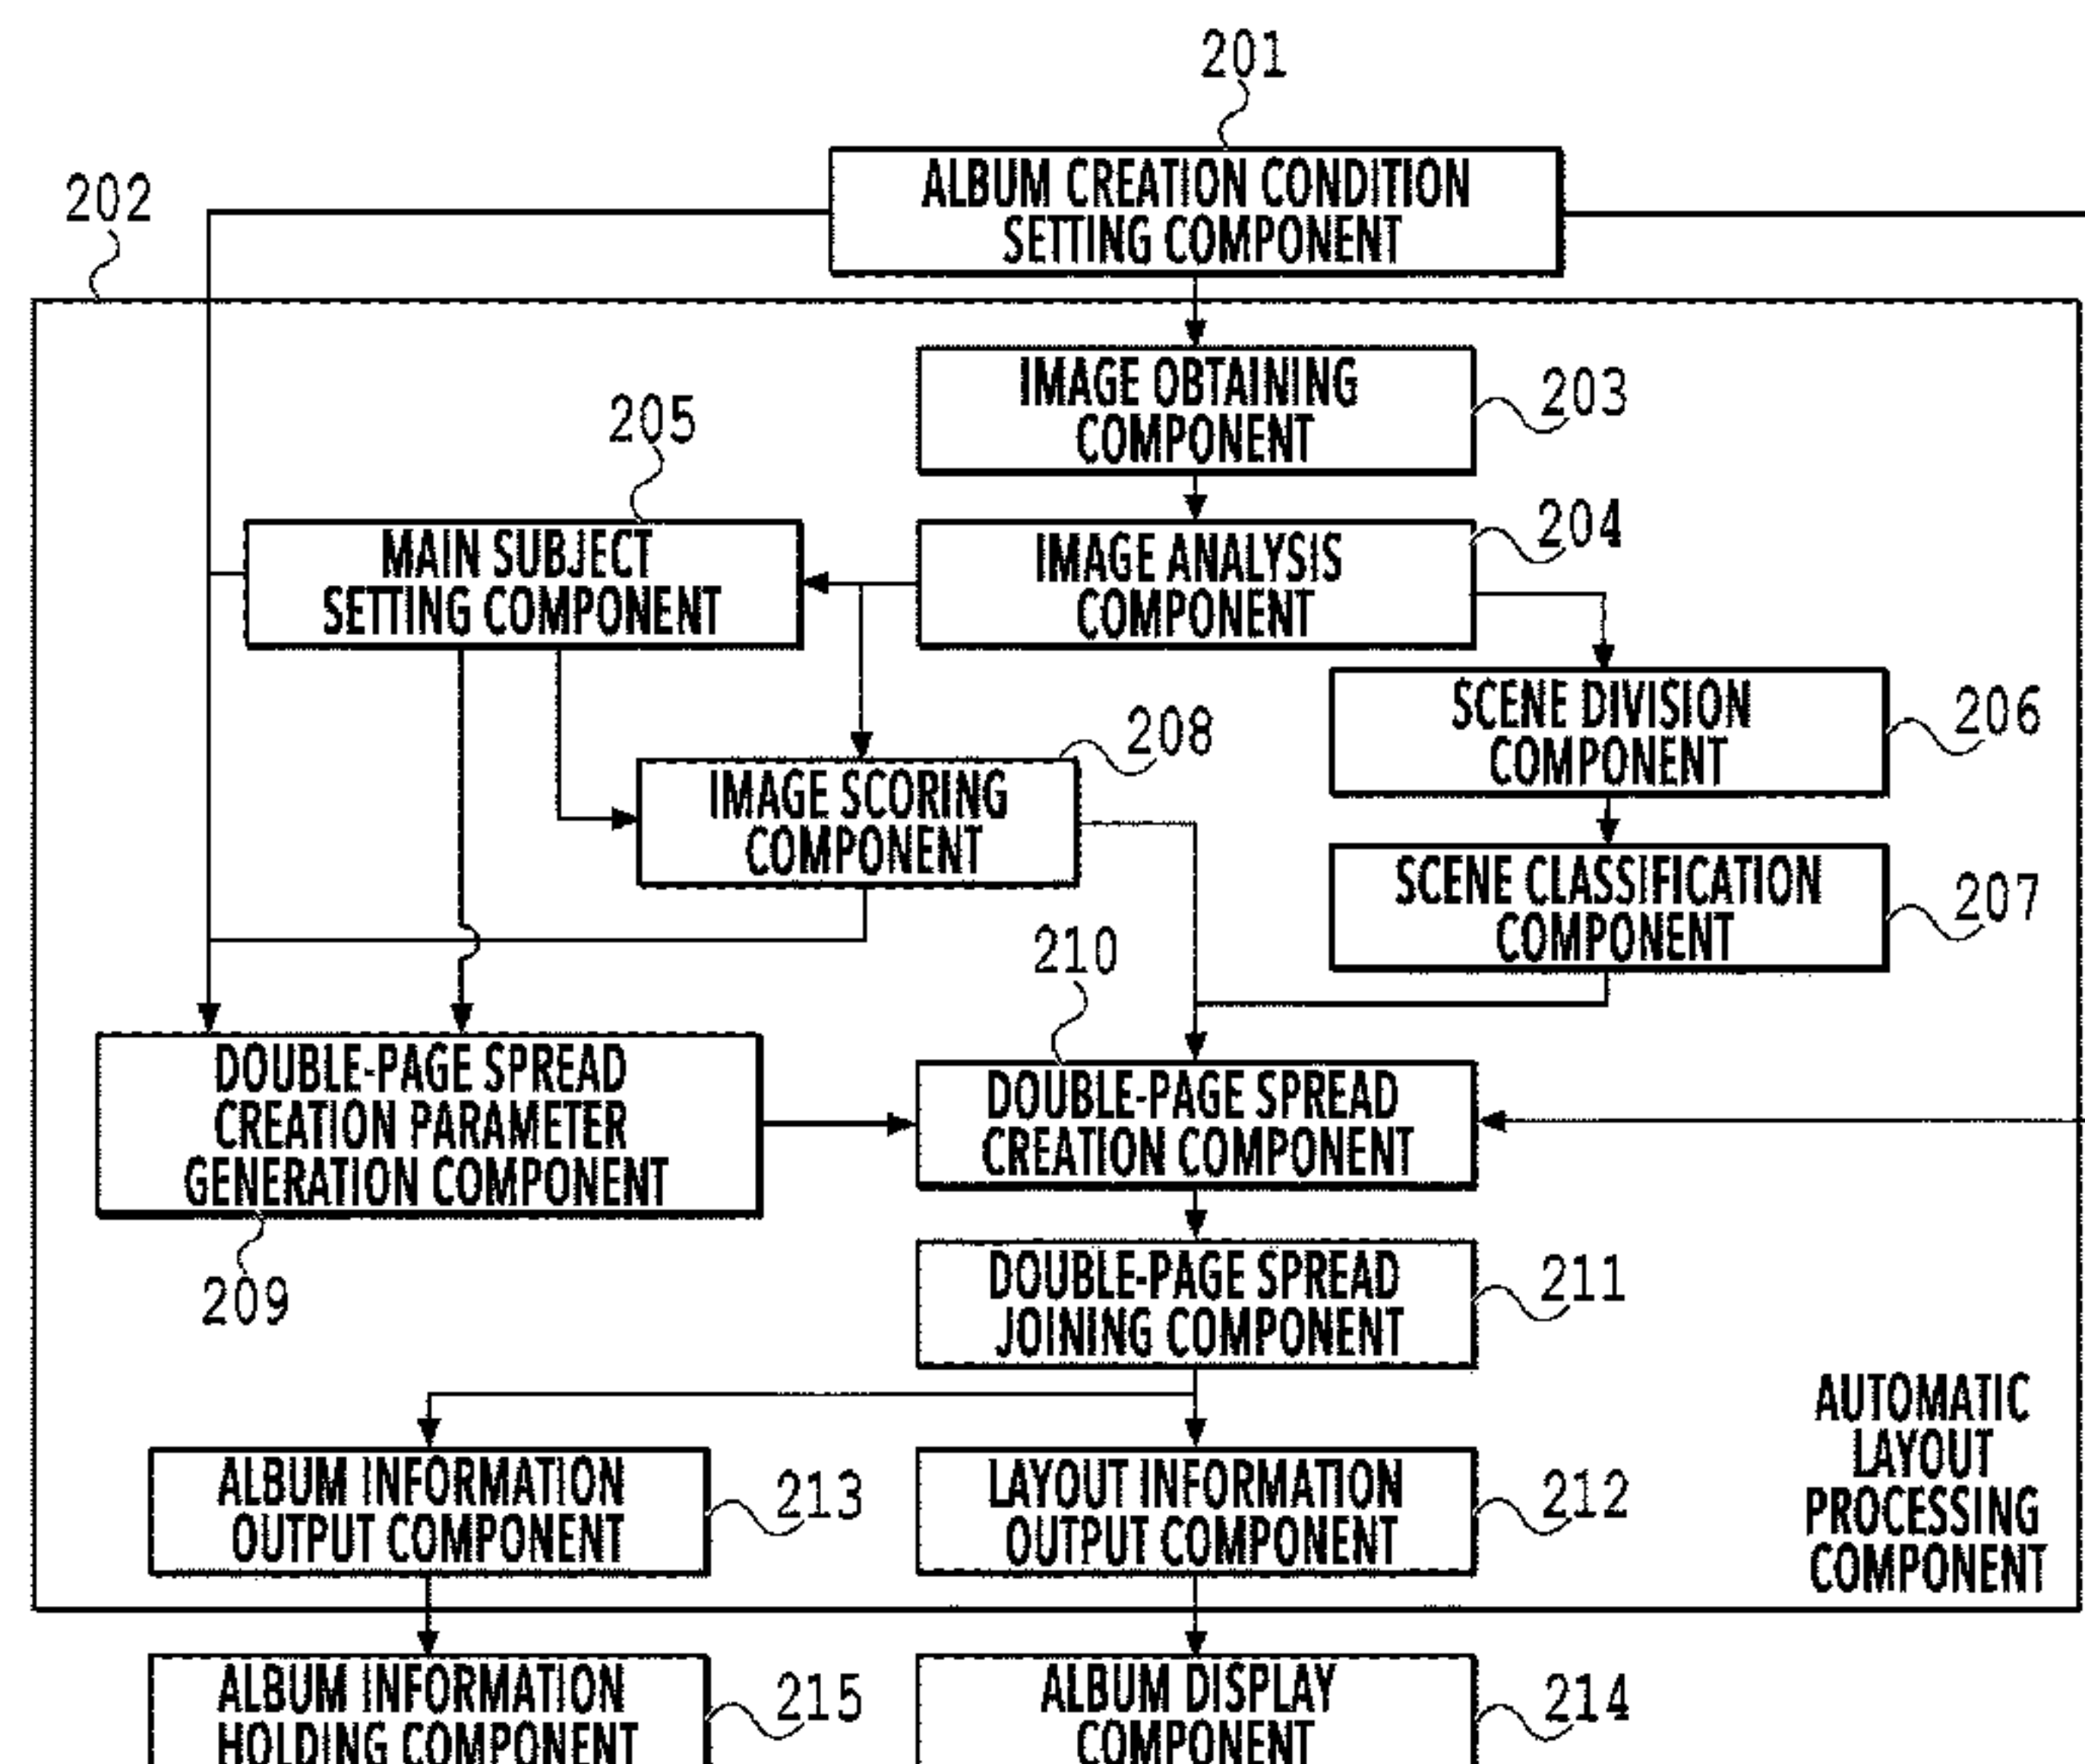 201
ALBUM CREATION CONDITION
SETTING COMPONENT
202
IMAGE OBTAINING
COMPONENT
203
205
MAIN SUBJECT
SETTING COMPONENT
IMAGE ANALYSIS
COMPONENT
204
SCENE DIVISION
COMPONENT
206
208
IMAGE SCORING
COMPONENT
SCENE CLASSIFICATION
COMPONENT
207
210
DOUBLE-PAGE SPREAD
CREATION PARAMETER
GENERATION COMPONENT
209
DOUBLE-PAGE SPREAD
CREATION COMPONENT
DOUBLE-PAGE SPREAD
JOINING COMPONENT
211
AUTOMATIC
LAYOUT
PROCESSING
COMPONENT
ALBUM INFORMATION
OUTPUT COMPONENT
213
LAYOUT INFORMATION
OUTPUT COMPONENT
212
ALBUM INFORMATION
HOLDING COMPONENT
215
ALBUM DISPLAY
COMPONENT
214